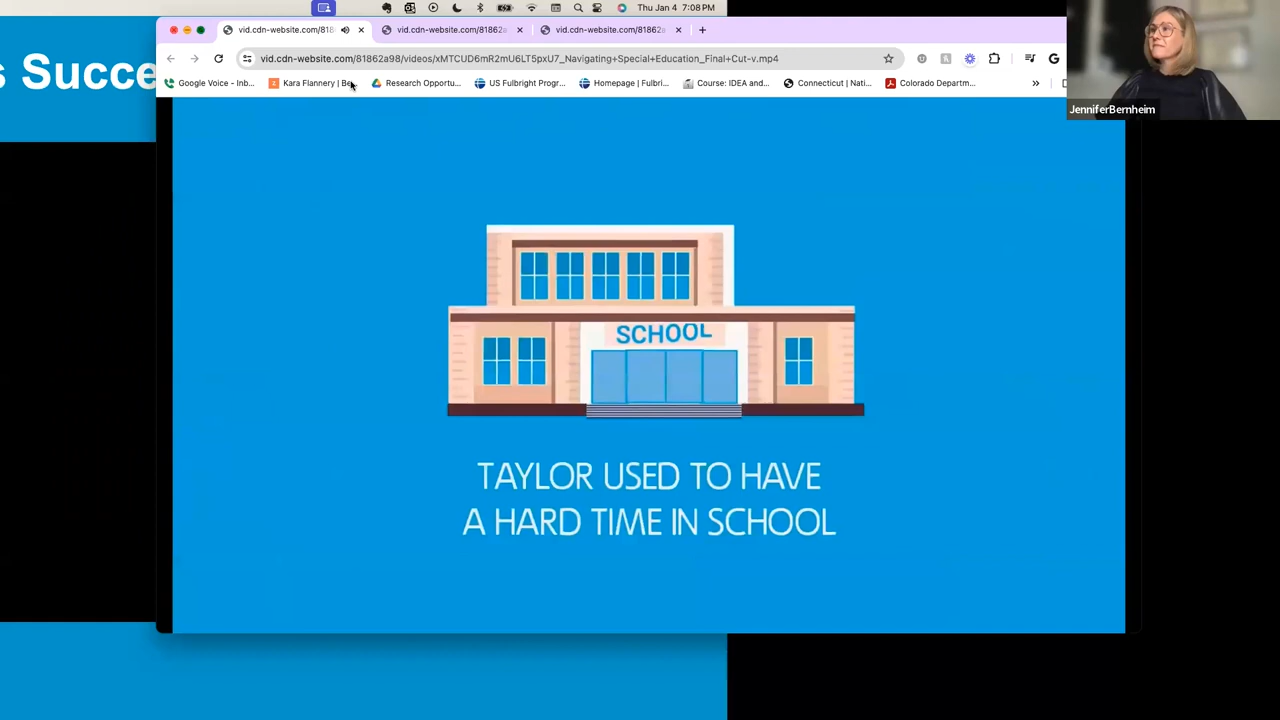 Thu Jan 4 7:08 PM
s Succe
vid.cdn-website.com/818
vid.cdn-website.com/81862a
vid.cdn-website.com/81862a
vid.cdn-website.com/81862a98/videos/xMTCUD6mR2mU6LT5pxU7_Navigating+Special+Education_Final+Cut-v.mp4
Google Voice - Inb...
Kara Flannery | Be
Research Opportu...
US Fulbright Progr...
Homepage | Fulbri...
Course: IDEA and...
Connecticut | Nati...
Colorado Departm...
JenniferBernheim
SCHOOL
TAYLOR USED TO HAVE
A HARD TIME IN SCHOOL